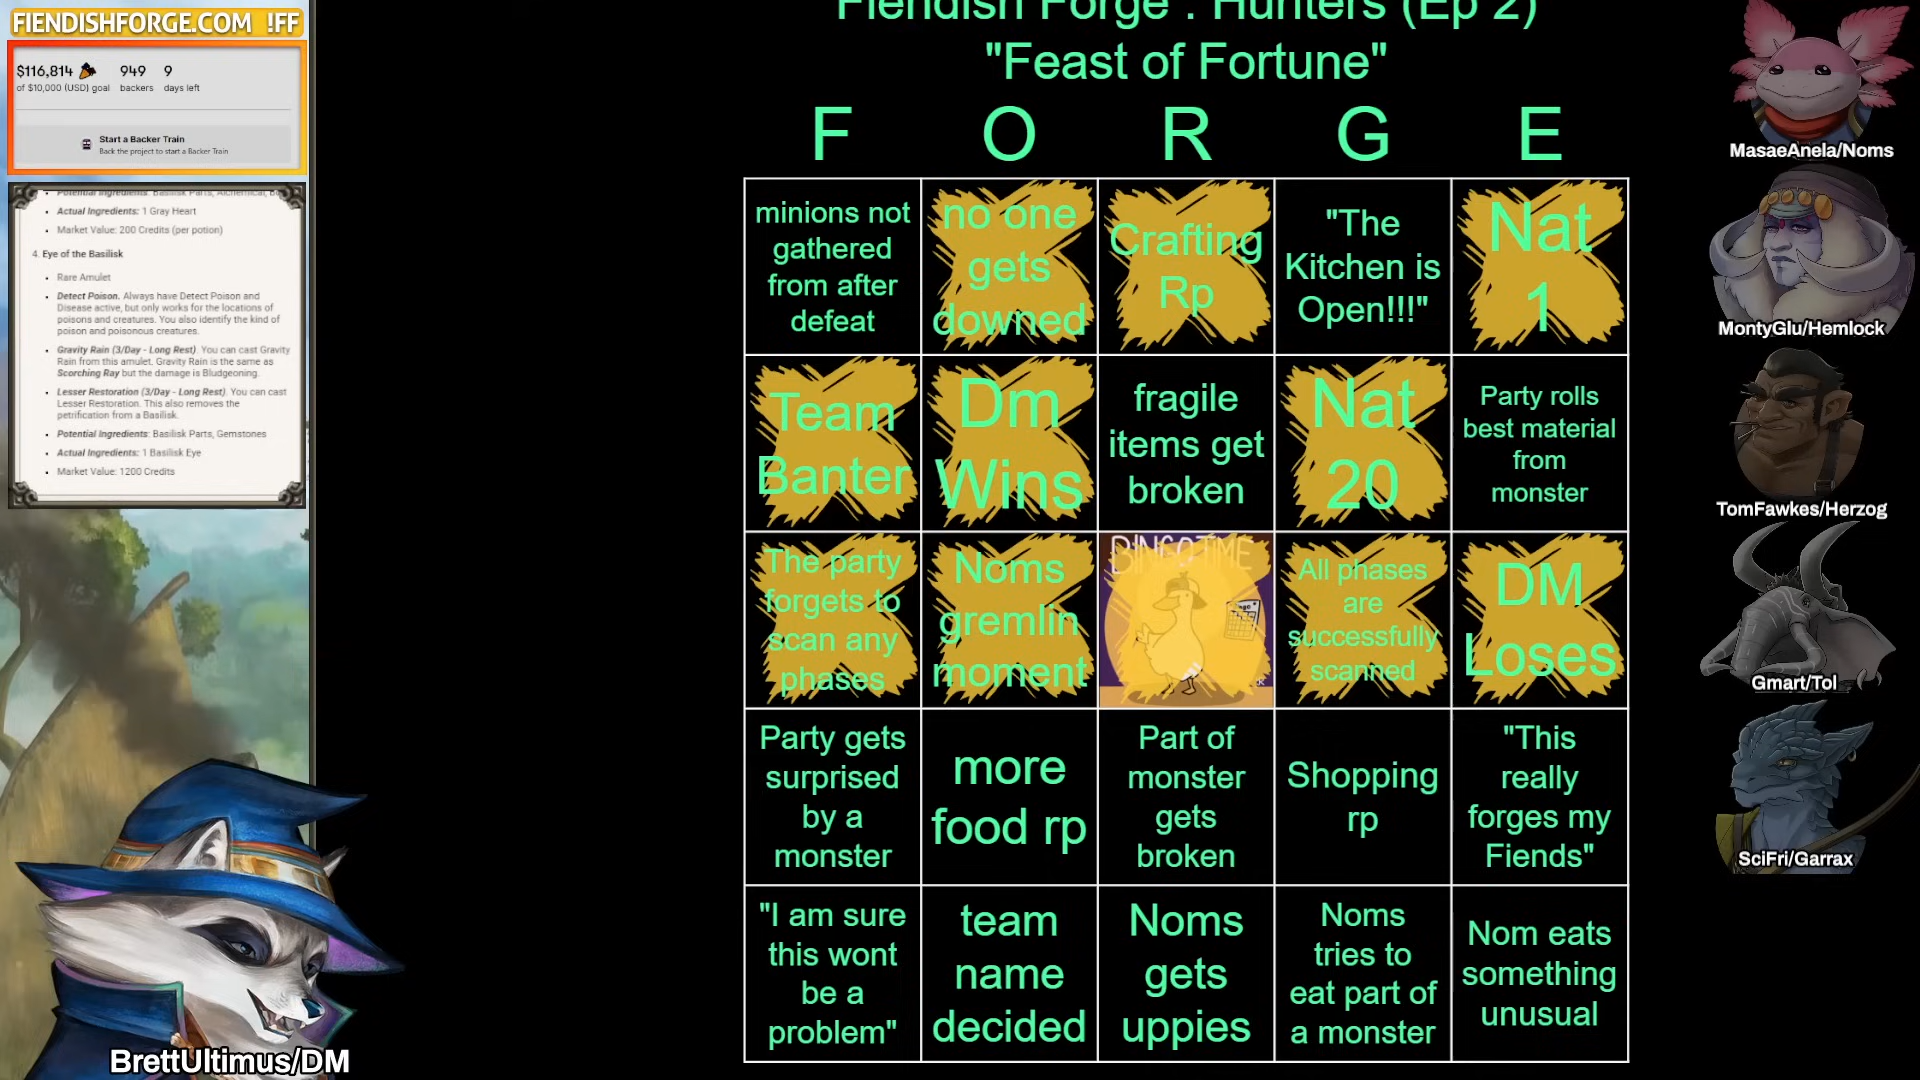 FIENDISHFORGE.COM !FF
$116,814 949 9
of $10,000 (USD) goal backers days left
Start a Backer Train
Back the project to start a Backer Train
Potential Ingredients: Basilisk Parts, Alchemical,
Actual Ingredients: 1 Gray Heart
Market Value: 200 Credits (per potion)
4. Eye of the Basilisk
Rare Amulet
Detect Poison. Always have Detect Poison and
Disease active, but only works for the locations of
poisons and creatures. You also identify the kind of
poison and poisonous creatures.
Gravity Rain (3/Day - Long Rest). You can cast Gravity
Rain from this amulet. Gravity Rain is the same as
Scorching Ray but the damage is Bludgeoning.
Lesser Restoration (3/Day - Long Rest). You can cast
Lesser Restoration. This also removes the
petrification from a Basilisk.
Potential Ingredients: Basilisk Parts, Gemstones
Actual Ingredients: 1 Basilisk Eye
Market Value: 1200 Credits
BrettUltimus/DM
Fiendish Forge : Hunters (Ep 2)
"Feast of Fortune"
F O R G E
minions not
gathered
from after
defeat
no one
gets
downed
Crafting
Rp
"The
Kitchen is
Open!!!"
Nat
1
Team
Banter
Dm
Wins
fragile
items get
broken
Nat
20
Party rolls
best material
from
monster
The party
forgets to
scan any
phases
Noms
gremlin
moment
BINGO TIME
All phases
are
successfully
scanned
DM
Loses
Party gets
surprised
by a
monster
more
food rp
Part of
monster
gets
broken
Shopping
rp
"This
really
forges my
Fiends"
"I am sure
this wont
be a
problem"
team
name
decided
Noms
gets
uppies
Noms
tries to
eat part of
a monster
Nom eats
something
unusual
MasaeAnela/Noms
MontyGlu/Hemlock
TomFawkes/Herzog
Gmart/Tol
SciFri/Garrax